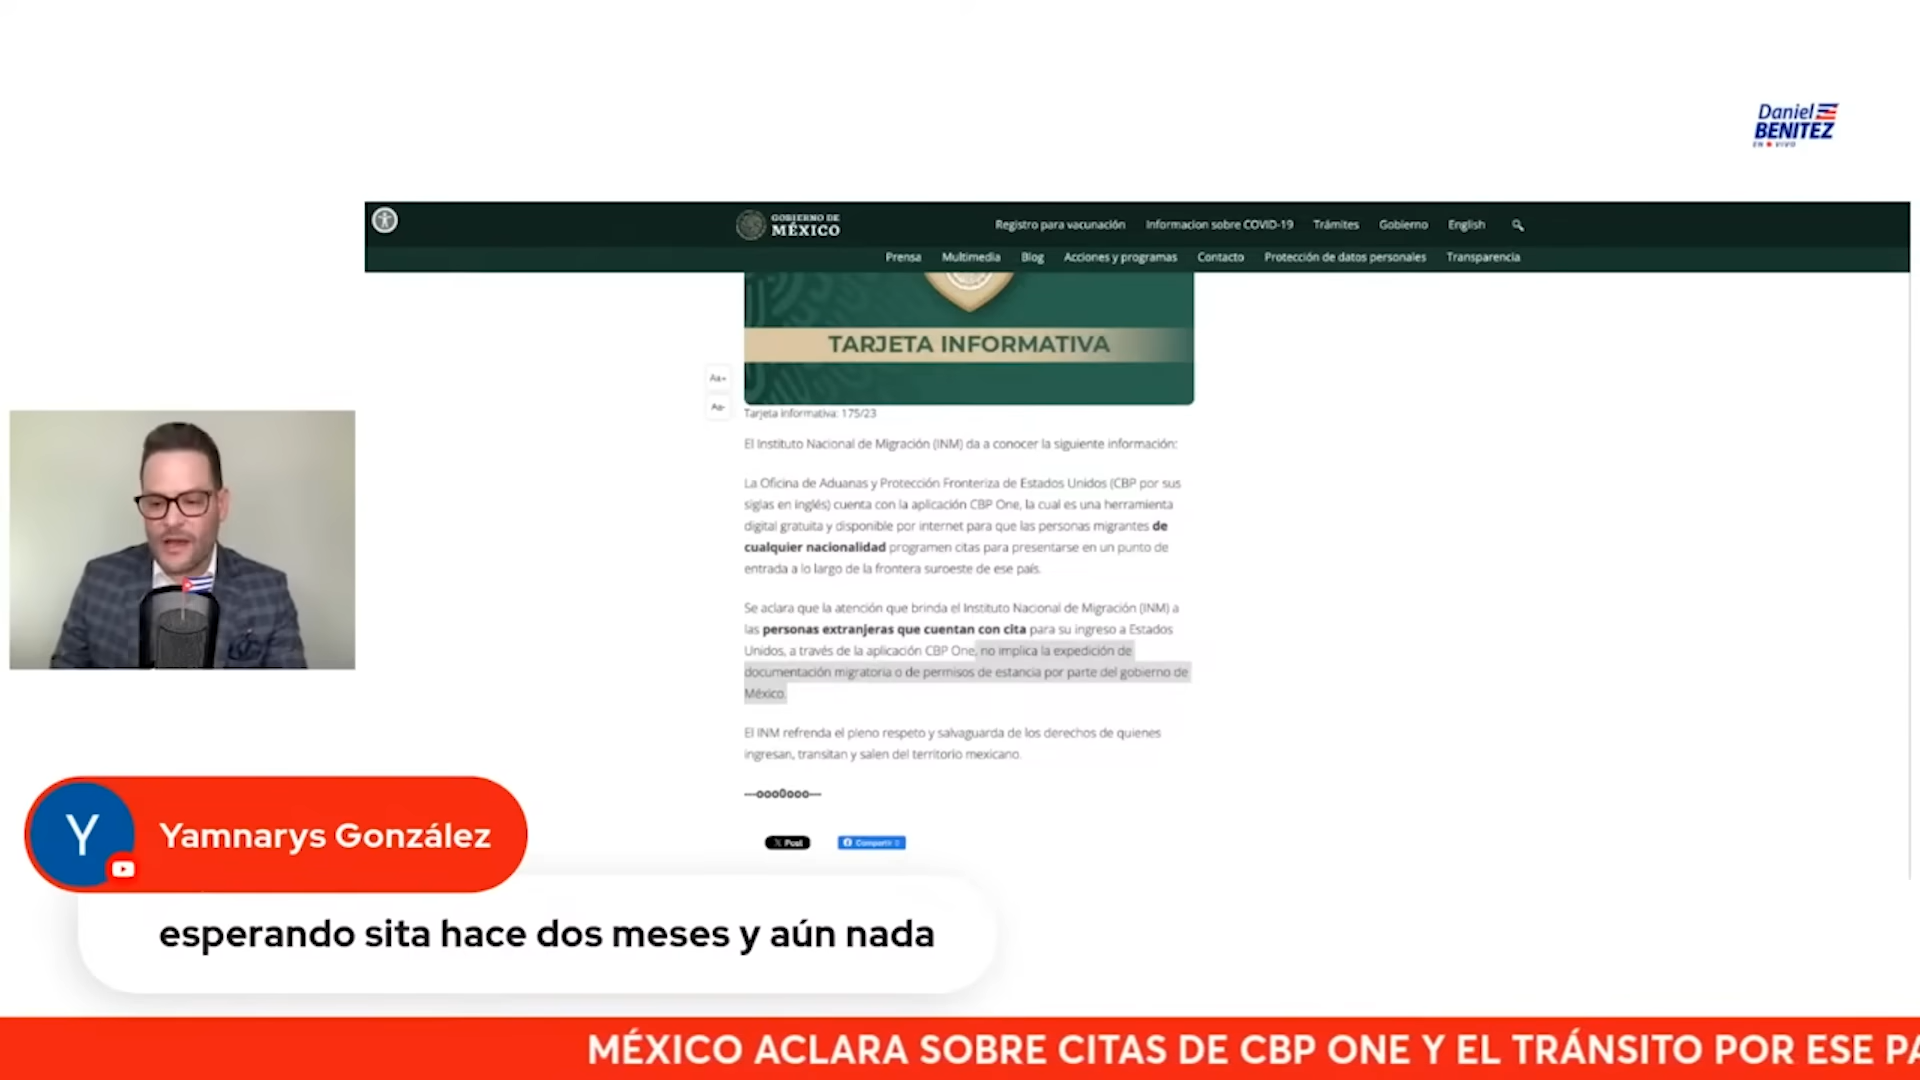 Daniel
BENITEZ
EN VIVO
GOBIERNO DE
MÉXICO
Registro para vacunación Informacion sobre COVID-19 Trámites Gobierno English
Prensa Multimedia Blog Acciones y programas Contacto Protección de datos personales Transparencia
TARJETA INFORMATIVA
Aa+
Aa-
Tarjeta informativa: 175/23
El Instituto Nacional de Migración (INM) da a conocer la siguiente información:
La Oficina de Aduanas y Protección Fronteriza de Estados Unidos (CBP por sus
siglas en inglés) cuenta con la aplicación CBP One, la cual es una herramienta
digital gratuita y disponible por internet para que las personas migrantes de
cualquier nacionalidad programen citas para presentarse en un punto de
entrada a lo largo de la frontera suroeste de ese país.
Se aclara que la atención que brinda el Instituto Nacional de Migración (INM) a
las personas extranjeras que cuentan con cita para su ingreso a Estados
Unidos, a través de la aplicación CBP One, no implica la expedición de
documentación migratoria o de permisos de estancia por parte del gobierno de
México.
El INM refrenda el pleno respeto y salvaguarda de los derechos de quienes
ingresan, transitan y salen del territorio mexicano.
---ooo0ooo---
X Post
Compartir 0
Y
Yamnarys González
esperando sita hace dos meses y aún nada
MÉXICO ACLARA SOBRE CITAS DE CBP ONE Y EL TRÁNSITO POR ESE PA